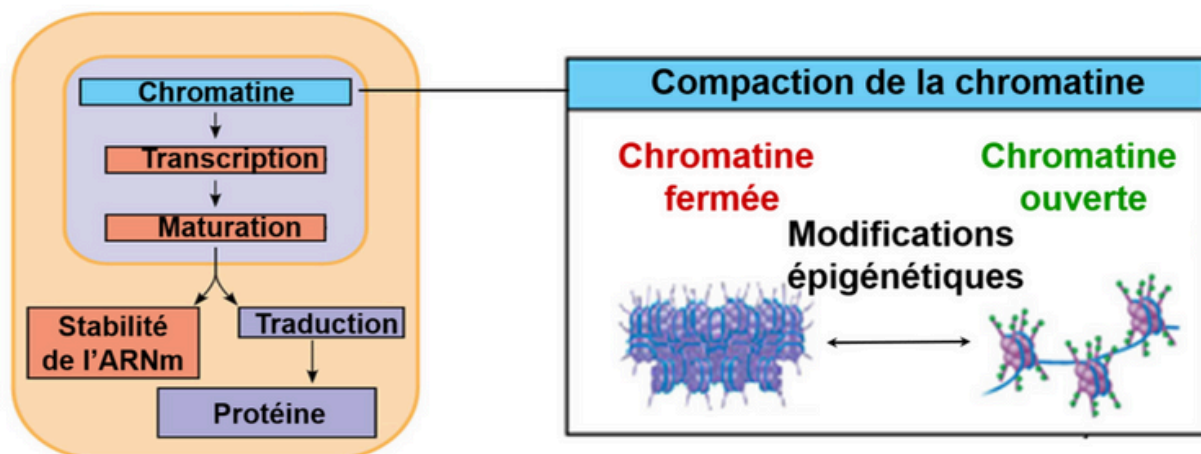 Chromatine
Transcription
Maturation
Stabilité
de l'ARNm
Traduction
Protéine
Compaction de la chromatine
Chromatine
fermée
Chromatine
ouverte
Modifications
épigénétiques